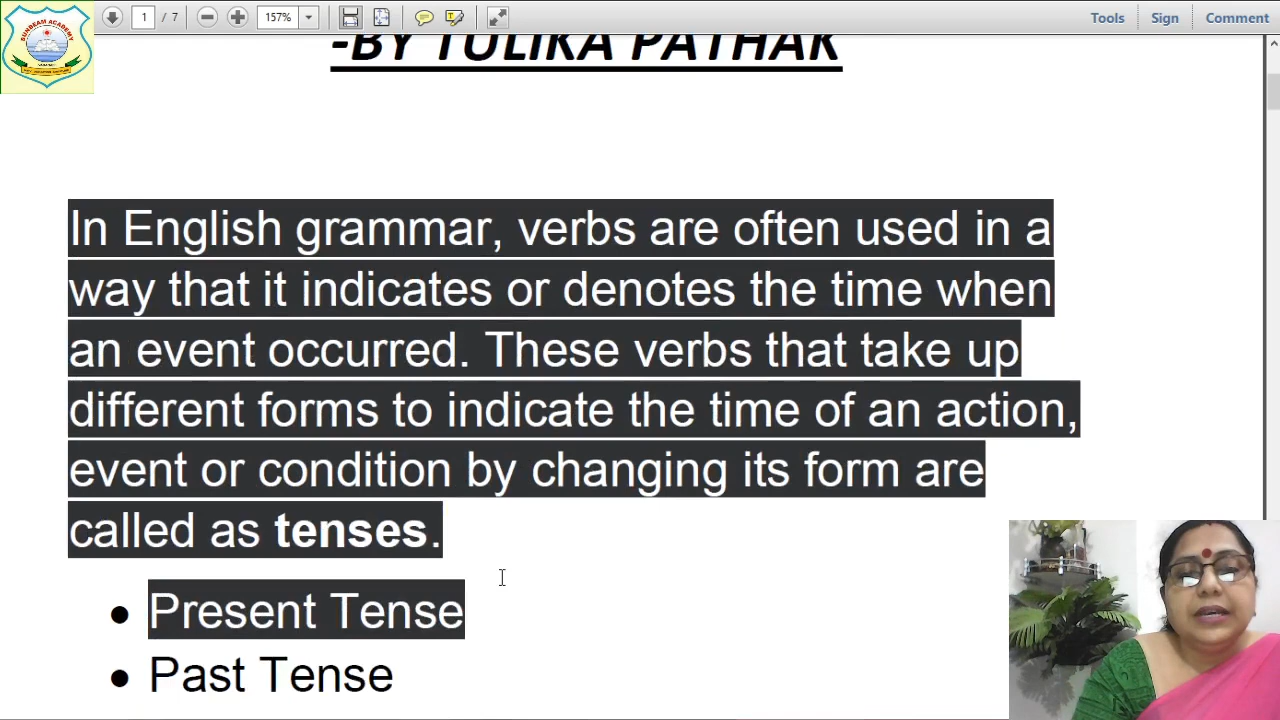 1 / 7 157% Tools Sign Comment
SUNBEAM ACADEMY
-BY TULIKA PATHAK
In English grammar, verbs are often used in a
way that it indicates or denotes the time when
an event occurred. These verbs that take up
different forms to indicate the time of an action,
event or condition by changing its form are
called as tenses.
• Present Tense
• Past Tense